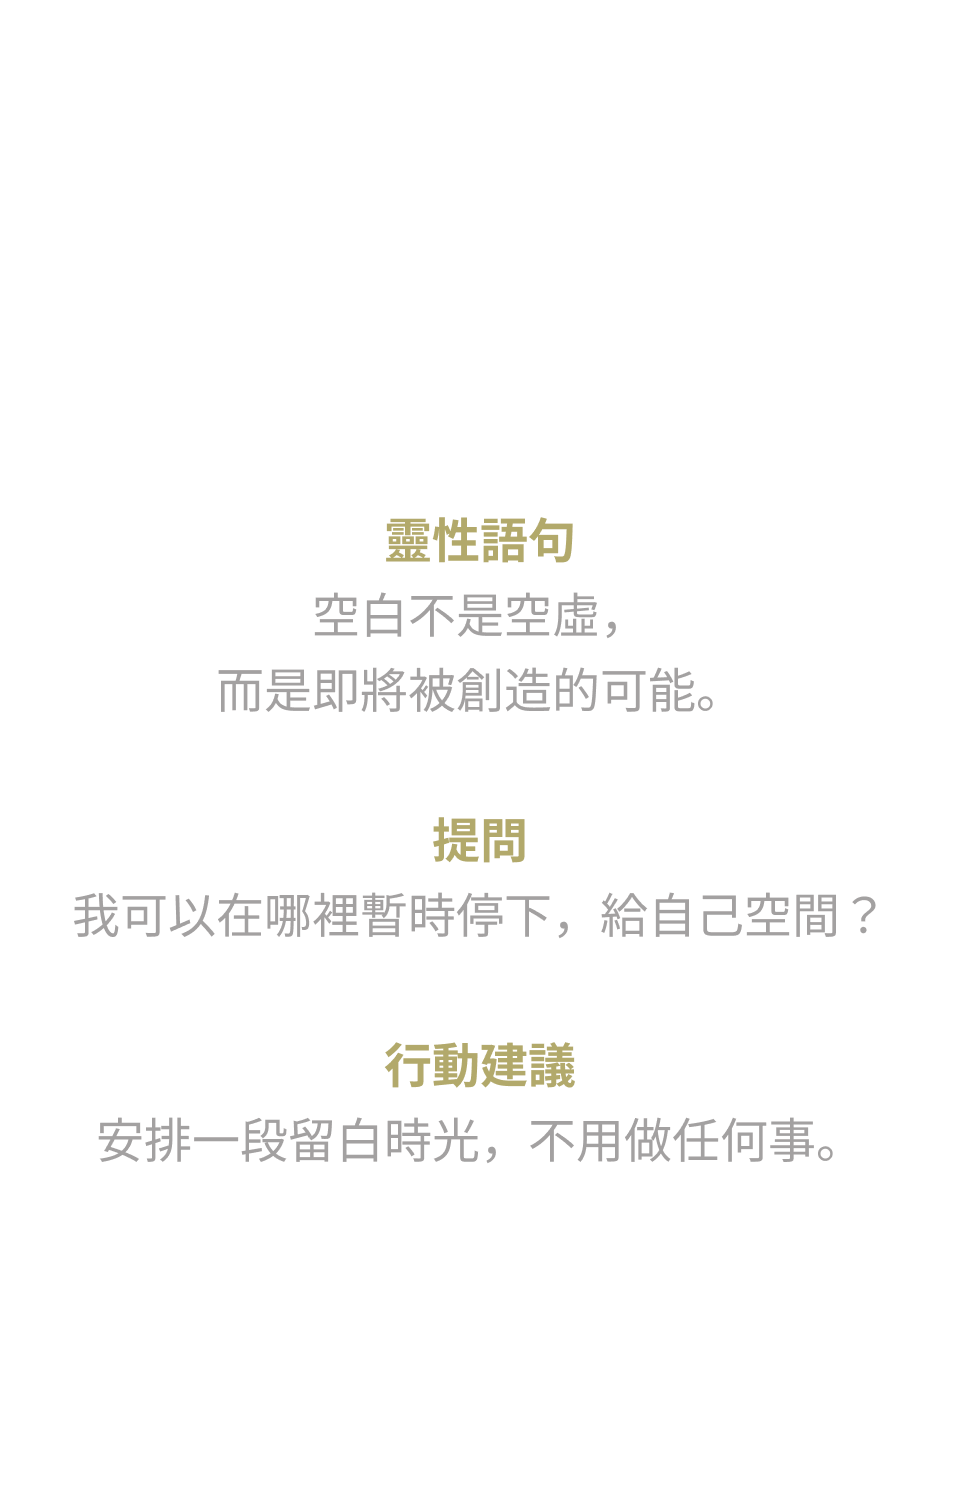 靈性語句
空白不是空虛，
而是即將被創造的可能。
提問
我可以在哪裡暫時停下，給自己空間？
行動建議
安排一段留白時光，不用做任何事。